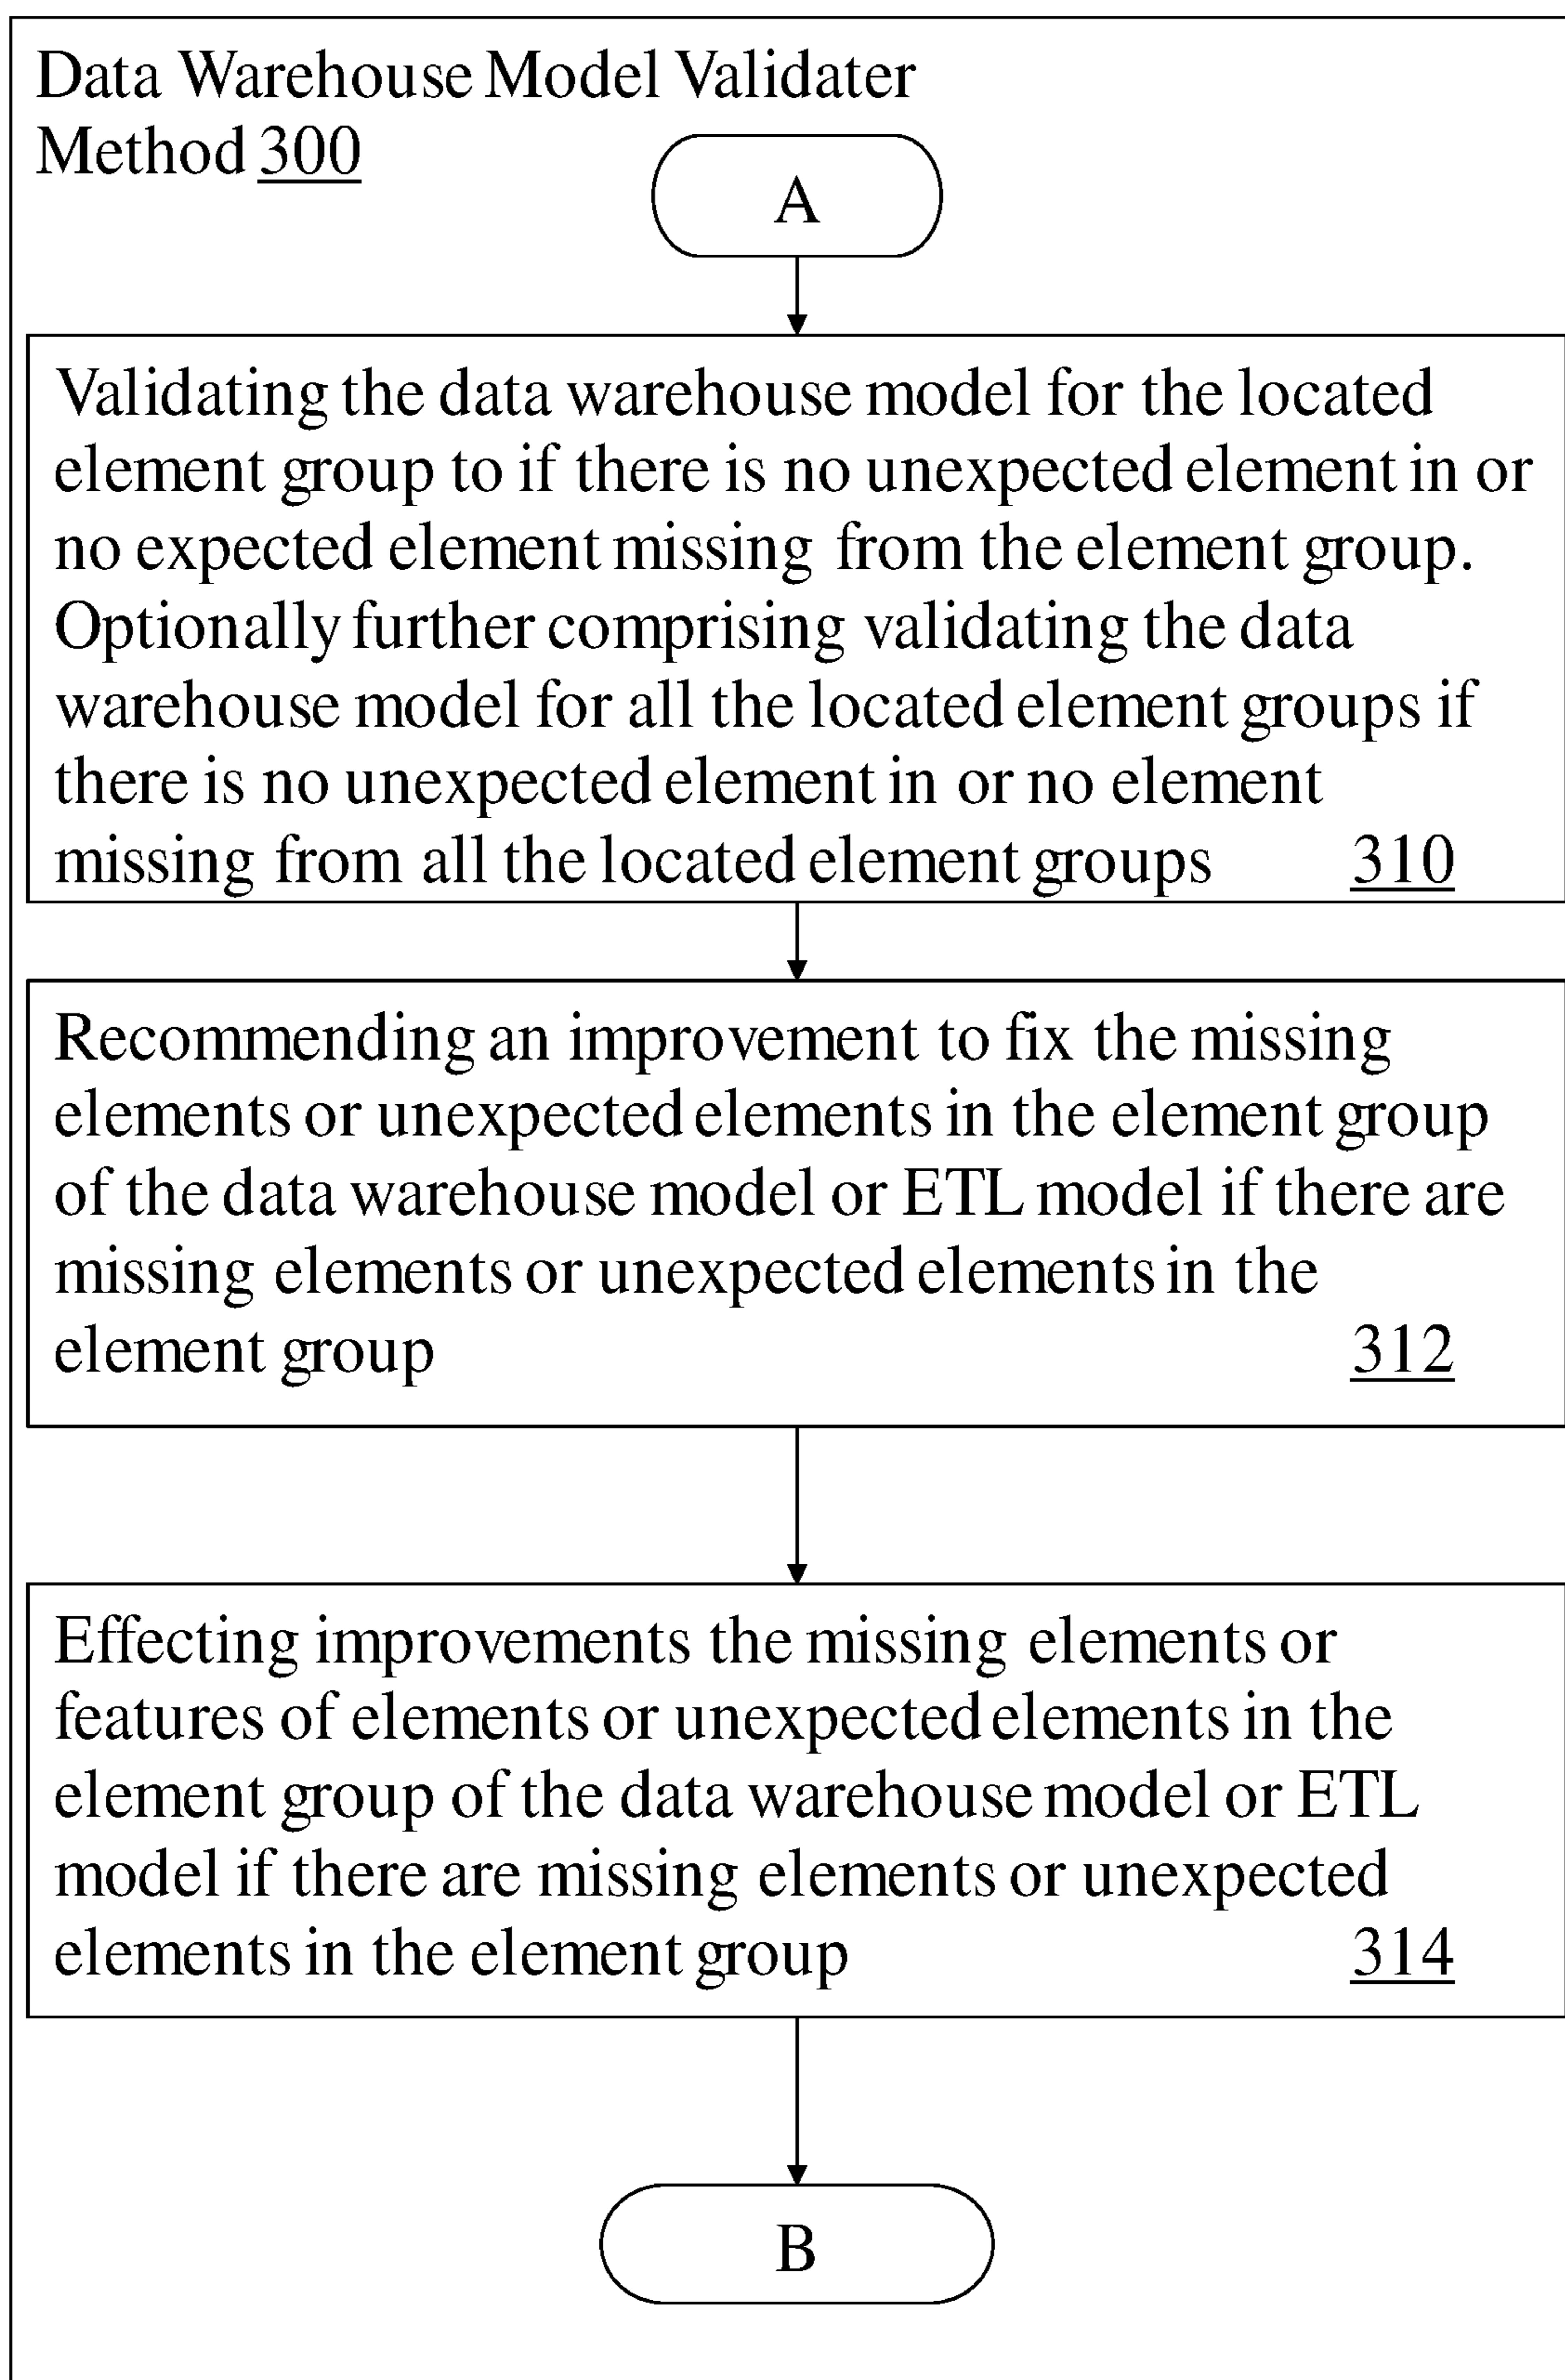 Data Warehouse Model Validater
Method 300
A
Validating the data warehouse model for the located
element group to if there is no unexpected element in or
no expected element missing from the element group.
Optionally further comprising validating the data
warehouse model for all the located element groups if
there is no unexpected element in or no element
missing from all the located element groups 310
Recommending an improvement to fix the missing
elements or unexpected elements in the element group
of the data warehouse model or ETL model if there are
missing elements or unexpected elements in the
element group 312
Effecting improvements the missing elements or
features of elements or unexpected elements in the
element group of the data warehouse model or ETL
model if there are missing elements or unexpected
elements in the element group 314
B